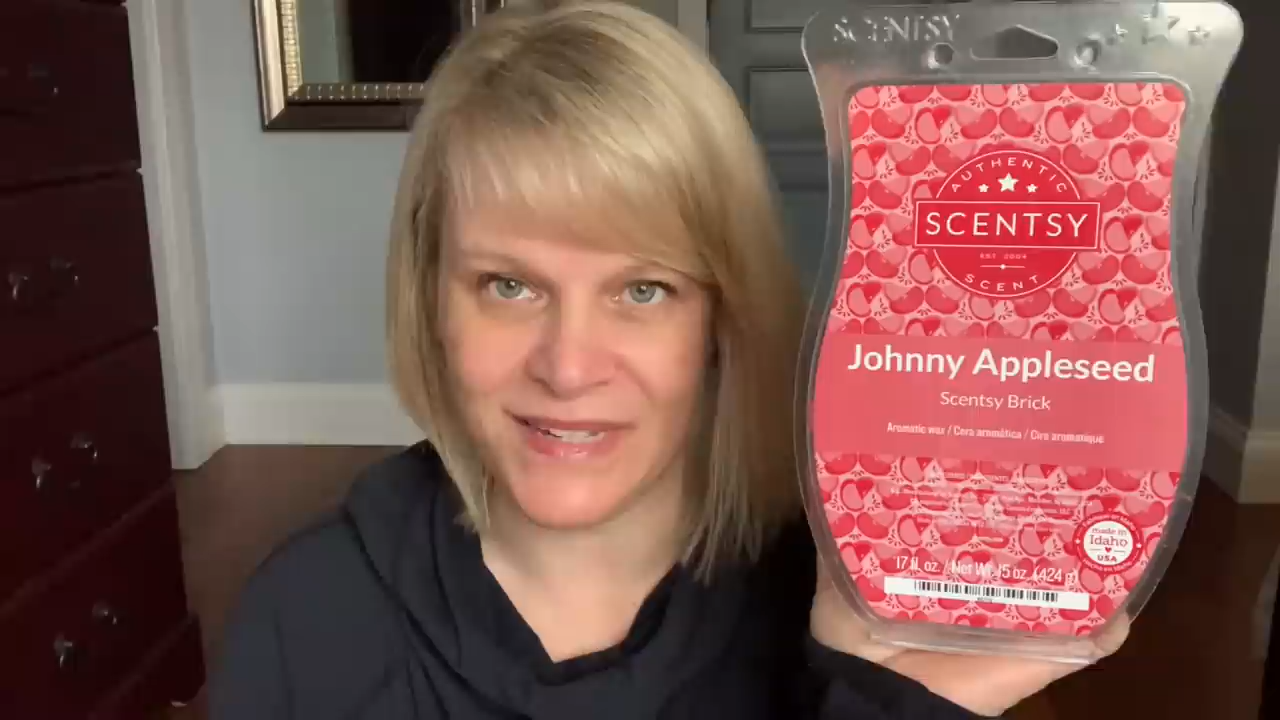 SCENTSY
AUTHENTIC
SCENTSY
EST. 2004
SCENT
Johnny Appleseed
Scentsy Brick
Aromatic wax / Cera aromática / Cire aromatique
made in
Idaho
USA
17 fl. oz. / Net Wt. 15 oz. (424 g)